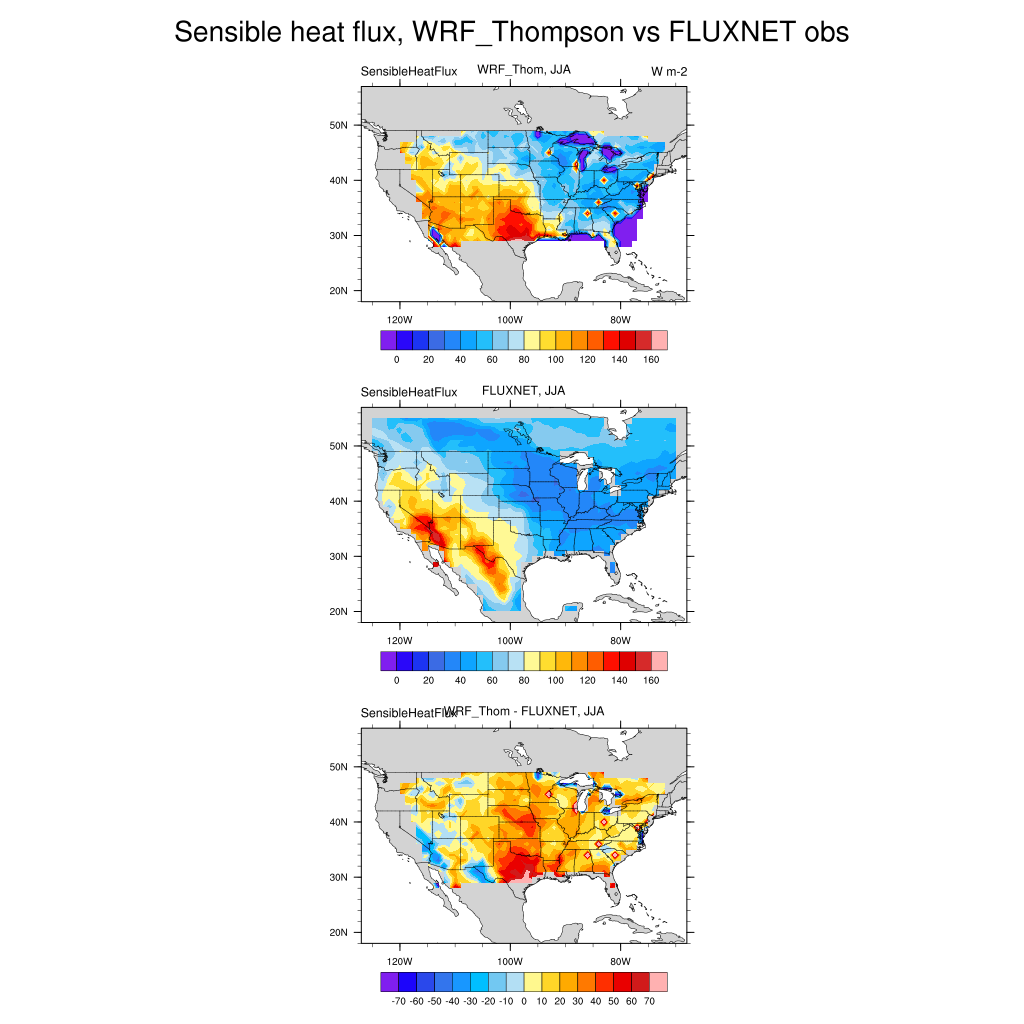 Sensible heat flux, WRF_Thompson vs FLUXNET obs
SensibleHeatFlux WRF_Thom, JJA W m-2
50N
40N
30N
20N
120W 100W 80W
0 20 40 60 80 100 120 140 160
SensibleHeatFlux FLUXNET, JJA
50N
40N
30N
20N
120W 100W 80W
0 20 40 60 80 100 120 140 160
SensibleHeatFlux WRF_Thom - FLUXNET, JJA
50N
40N
30N
20N
120W 100W 80W
-70 -60 -50 -40 -30 -20 -10 0 10 20 30 40 50 60 70